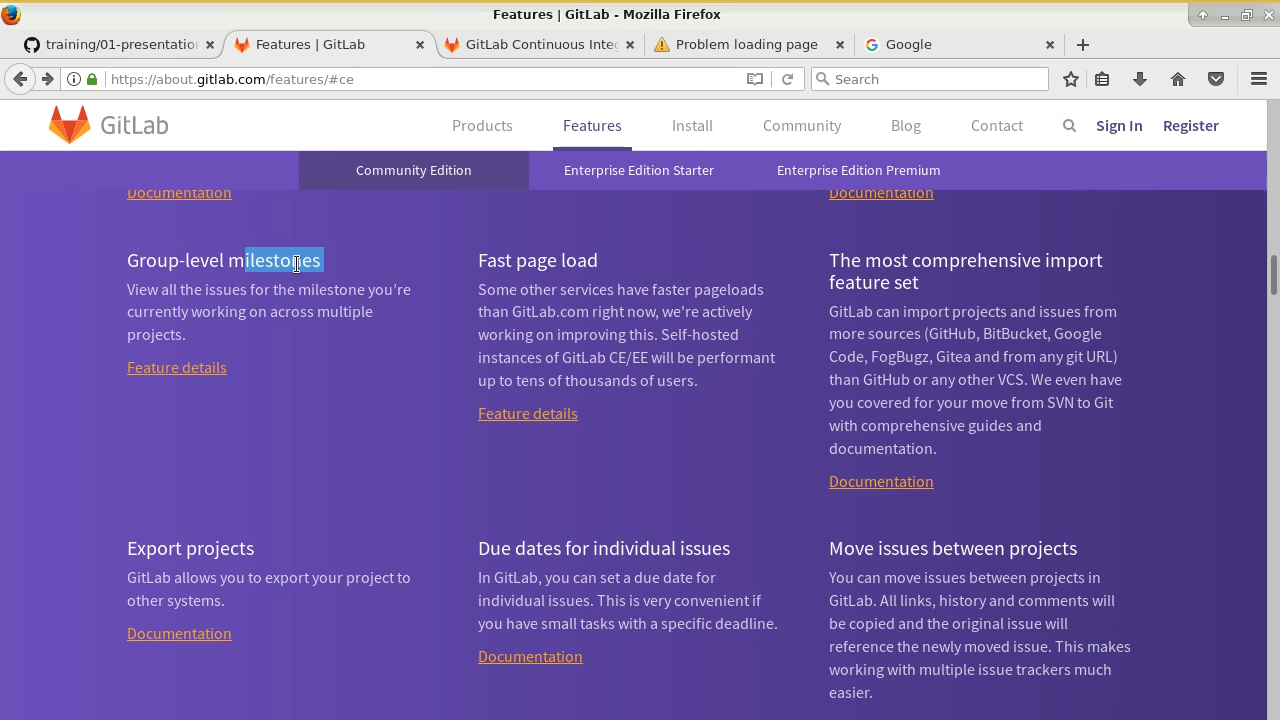 Features | GitLab - Mozilla Firefox
training/01-presentation
Features | GitLab
GitLab Continuous Integ
Problem loading page
Google
https://about.gitlab.com/features/#ce
Search
GitLab
Products
Features
Install
Community
Blog
Contact
Sign In
Register
Community Edition
Enterprise Edition Starter
Enterprise Edition Premium
Documentation
Documentation
Group-level milestones
View all the issues for the milestone you’re
currently working on across multiple
projects.
Feature details
Fast page load
Some other services have faster pageloads
than GitLab.com right now, we're actively
working on improving this. Self-hosted
instances of GitLab CE/EE will be performant
up to tens of thousands of users.
Feature details
The most comprehensive import
feature set
GitLab can import projects and issues from
more sources (GitHub, BitBucket, Google
Code, FogBugz, Gitea and from any git URL)
than GitHub or any other VCS. We even have
you covered for your move from SVN to Git
with comprehensive guides and
documentation.
Documentation
Export projects
GitLab allows you to export your project to
other systems.
Documentation
Due dates for individual issues
In GitLab, you can set a due date for
individual issues. This is very convenient if
you have small tasks with a specific deadline.
Documentation
Move issues between projects
You can move issues between projects in
GitLab. All links, history and comments will
be copied and the original issue will
reference the newly moved issue. This makes
working with multiple issue trackers much
easier.